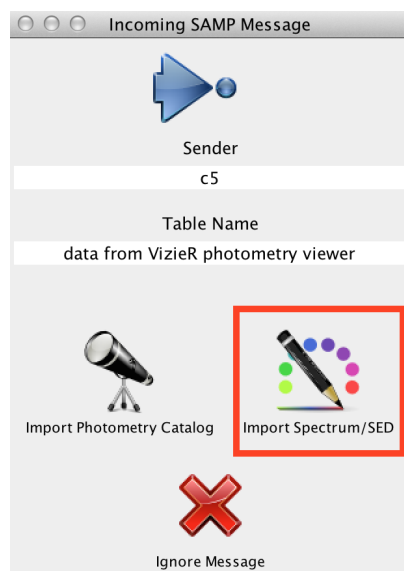 Incoming SAMP Message
Sender
c5
Table Name
data from VizieR photometry viewer
Import Photometry Catalog
Import Spectrum/SED
Ignore Message